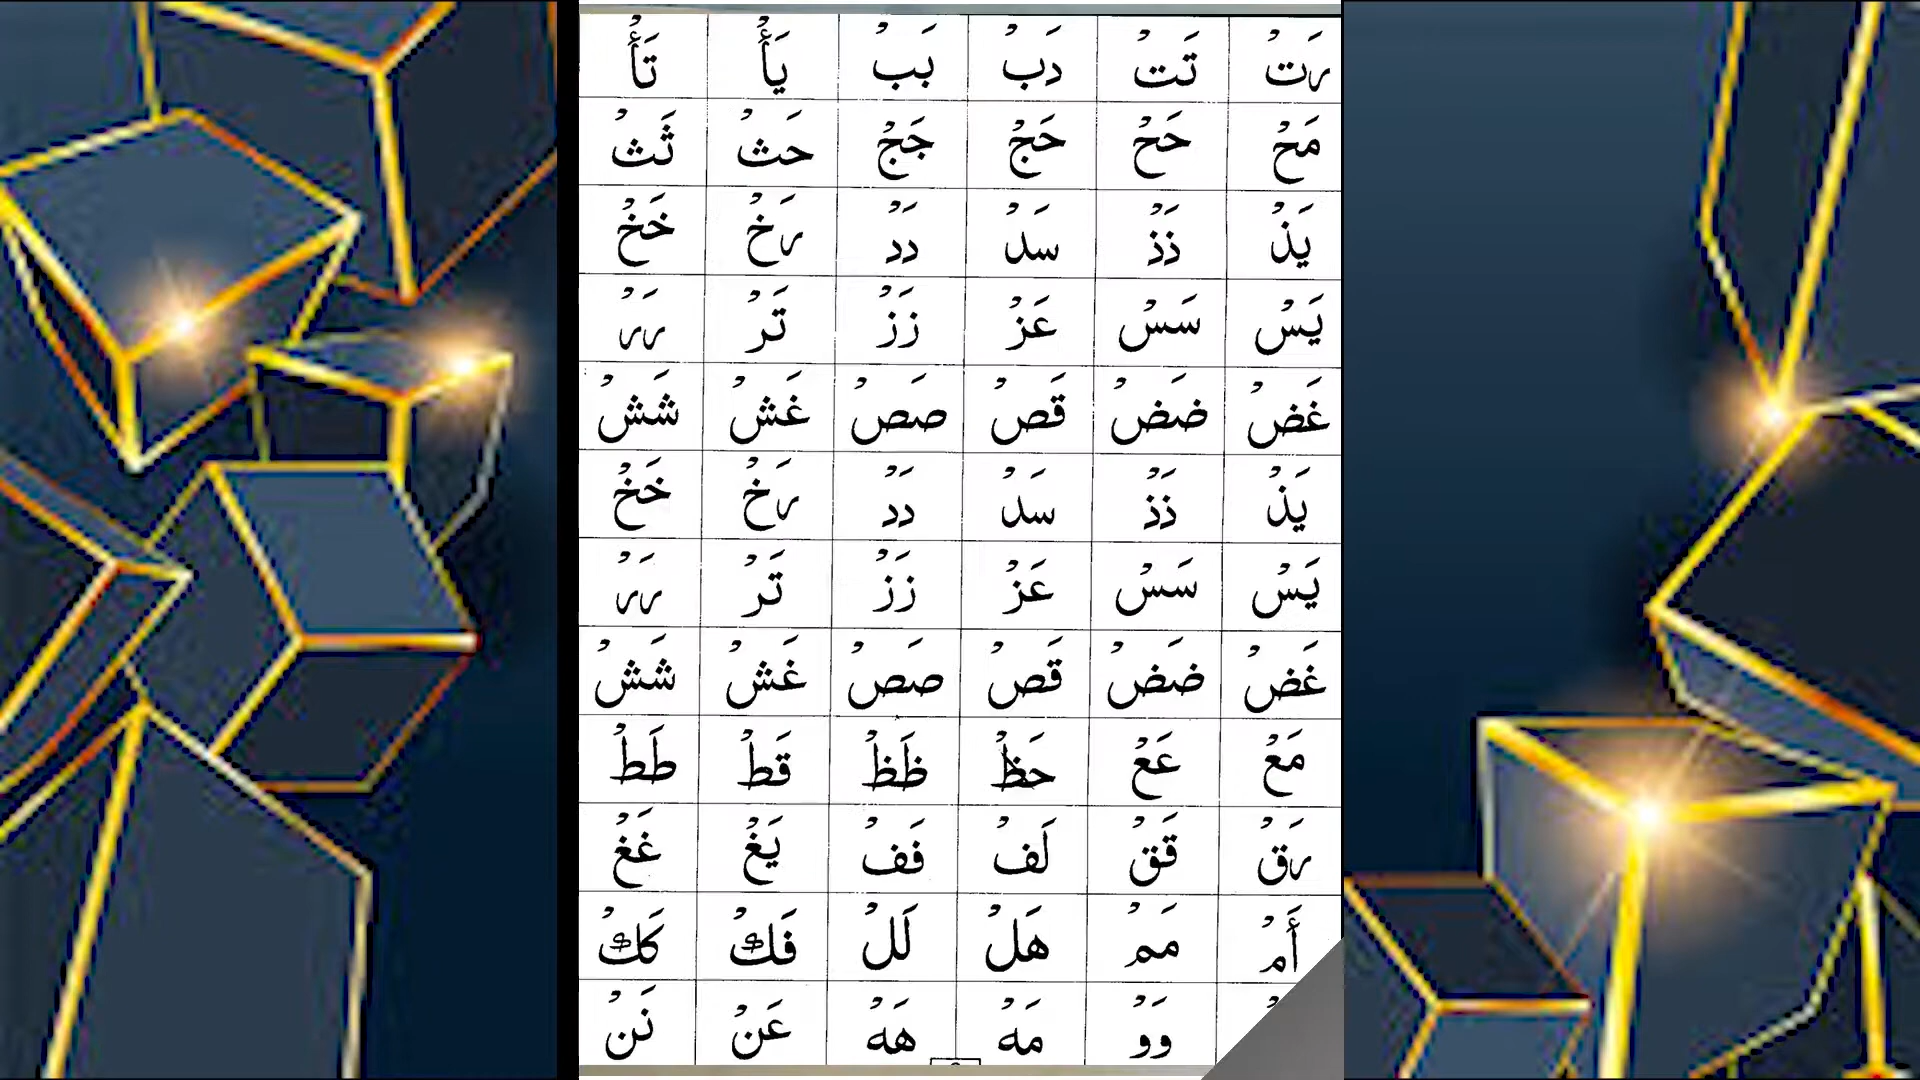 رَتُ تَتُ دَبُ بَبُ يَأُ تَأُ
مَحُ حَحُ حَجُ جَجُ حَثُ ثَثُ
يَذُ ذَذُ سَدُ دَدُ رَخُ خَخُ
يَسُ سَسُ عَزُ زَزُ تَرُ رَرُ
غَضُ ضَضُ قَصُ صَصُ غَشُ شَشُ
يَذُ ذَذُ سَدُ دَدُ رَخُ خَخُ
يَسُ سَسُ عَزُ زَزُ تَرُ رَرُ
غَضُ ضَضُ قَصُ صَصُ غَشُ شَشُ
مَعُ عَعُ حَظُ ظَظُ قَطُ طَطُ
رَقُ قَقُ لَفُ فَفُ يَغُ غَغُ
أَمُ مَمُ هَلُ لَلُ فَكُ كَكُ
وَوُ مَهُ هَهُ عَنُ نَنُ